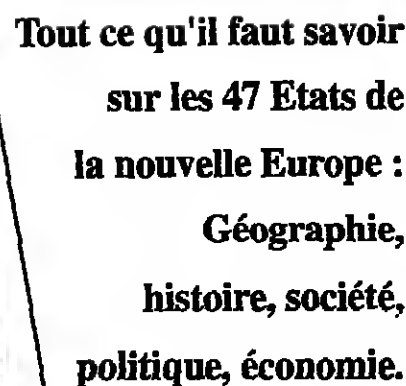 Tout ce qu'il faut savoir
sur les 47 Etats de
la nouvelle Europe :
Géographie,
histoire, société,
politique, économie.